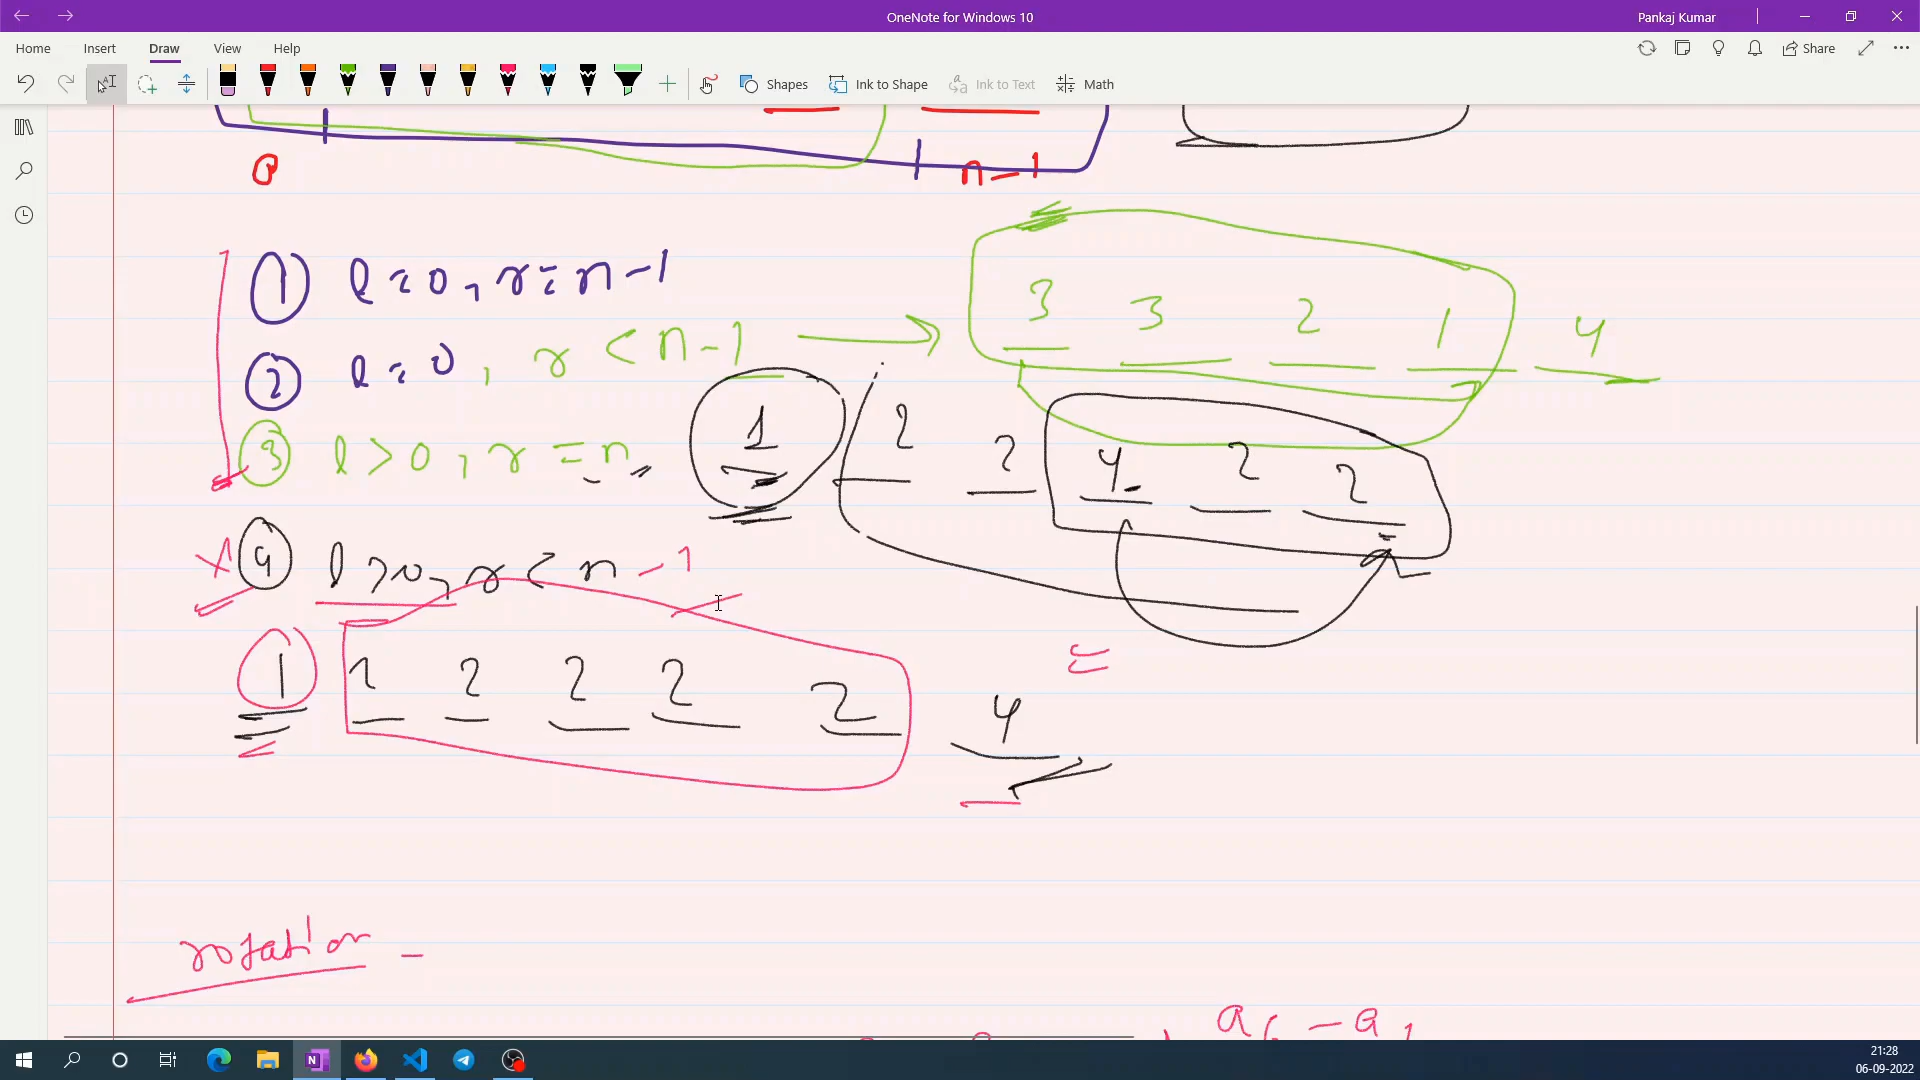 OneNote for Windows 10
Pankaj Kumar
Home Insert Draw View Help
Share
Shapes Ink to Shape Ink to Text Math
0 n-1
① l=0, r=n-1
② l=0, r<n-1
3 3 2 1 4
③ l>0, r=n
1 2 2 4 2 2
④ l>0, r<n-1
1 1 2 2 2 2 4
=
rotation -
21:28
06-09-2022